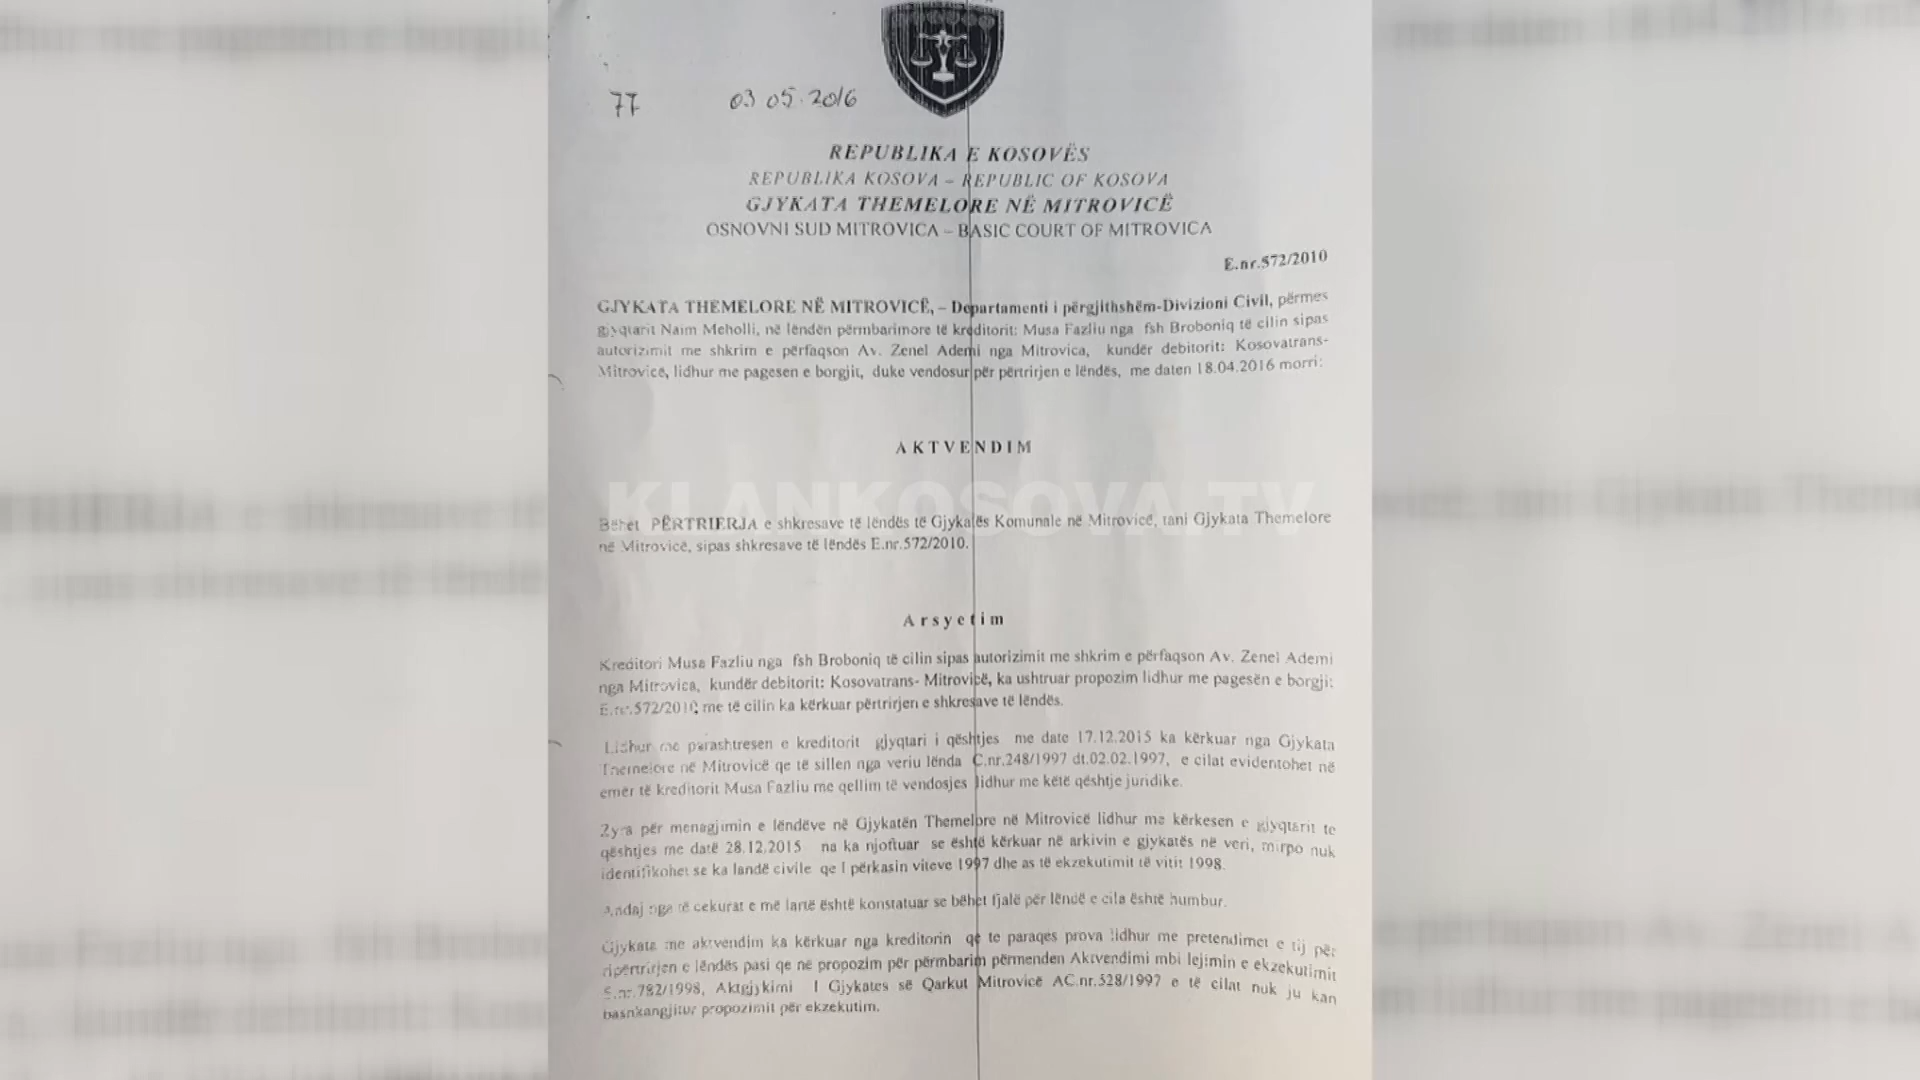 77 03 05.2016
REPUBLIKA E KOSOVËS
REPUBLIKA KOSOVA – REPUBLIC OF KOSOVA
GJYKATA THEMELORE NË MITROVICË
OSNOVNI SUD MITROVICA – BASIC COURT OF MITROVICA
E.nr.572/2010
GJYKATA THEMELORE NË MITROVICË, – Departamenti i përgjithshëm-Divizioni Civil, përmes
gjyqtarit Naim Meholli, në lëndën përmbarimore të kreditorit: Musa Fazliu nga fsh Broboniq të cilin sipas
autorizimit me shkrim e përfaqson Av. Zenel Ademi nga Mitrovica, kundër debitorit: Kosovatrans-
Mitrovicë, lidhur me pagesen e borgjit, duke vendosur për përtrirjen e lëndës, me daten 18.04.2016 morri:
AKTVENDIM
KLANKOSOVA.TV
Bëhet PËRTRIERJA e shkresave të lëndës të Gjykatës Komunale në Mitrovicë, tani Gjykata Themelore
në Mitrovicë, sipas shkresave të lëndës E.nr.572/2010.
Arsyetim
Kreditori Musa Fazliu nga fsh Broboniq të cilin sipas autorizimit me shkrim e përfaqson Av. Zenel Ademi
nga Mitrovica, kundër debitorit: Kosovatrans- Mitrovicë, ka ushtruar propozim lidhur me pagesën e borgjit
E.nr.572/2010, me të cilin ka kërkuar përtrirjen e shkresave të lëndës.
Lidhur me parashtresen e kreditorit gjyqtari i qështjes me date 17.12.2015 ka kërkuar nga Gjykata
Themelore në Mitrovicë qe të sillen nga veriu lënda C.nr.248/1997 dt.02.02.1997, e cilat evidentohet në
emër të kreditorit Musa Fazliu me qellim të vendosjes lidhur me këtë qështje juridike.
Zyra për menagjimin e lëndëve në Gjykatën Themelore në Mitrovicë lidhur me kërkesen e gjyqtarit te
qështjes me datë 28.12.2015 na ka njoftuar se është kërkuar në arkivin e gjykatës në veri, mirpo nuk
identifikohet se ka landë civile qe I përkasin viteve 1997 dhe as të ekzekutimit të vitit 1998.
Andaj nga të cekurat e më lartë është konstatuar se bëhet fjalë për lëndë e cila është humbur.
Gjykata me aktvendim ka kërkuar nga kreditorin që te paraqes prova lidhur me pretendimet e tij për
ripërtrirjen e lëndës pasi qe në propozim për përmbarim përmenden Aktvendimi mbi lejimin e ekzekutimit
S.nr.782/1998, Aktgjykimi I Gjykates së Qarkut Mitrovicë AC.nr.528/1997 e të cilat nuk ju kan
bashkangjitur propozimit për ekzekutim.